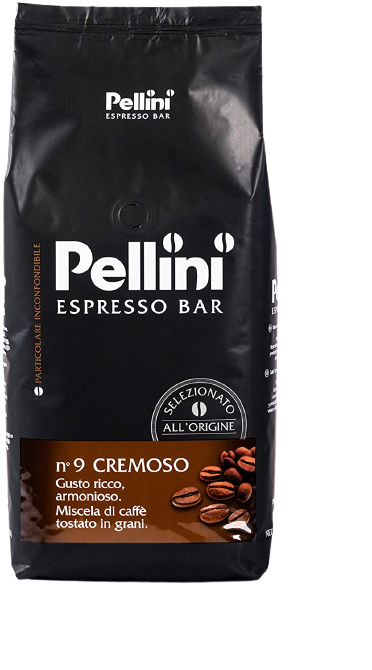 Pellini
ESPRESSO BAR
PARTICOLARE INCONFONDIBILE
Pellini
ESPRESSO BAR
SELEZIONATO
ALL'ORIGINE
n° 9 CREMOSO
Gusto ricco,
armonioso.
Miscela di caffè
tostato in grani.